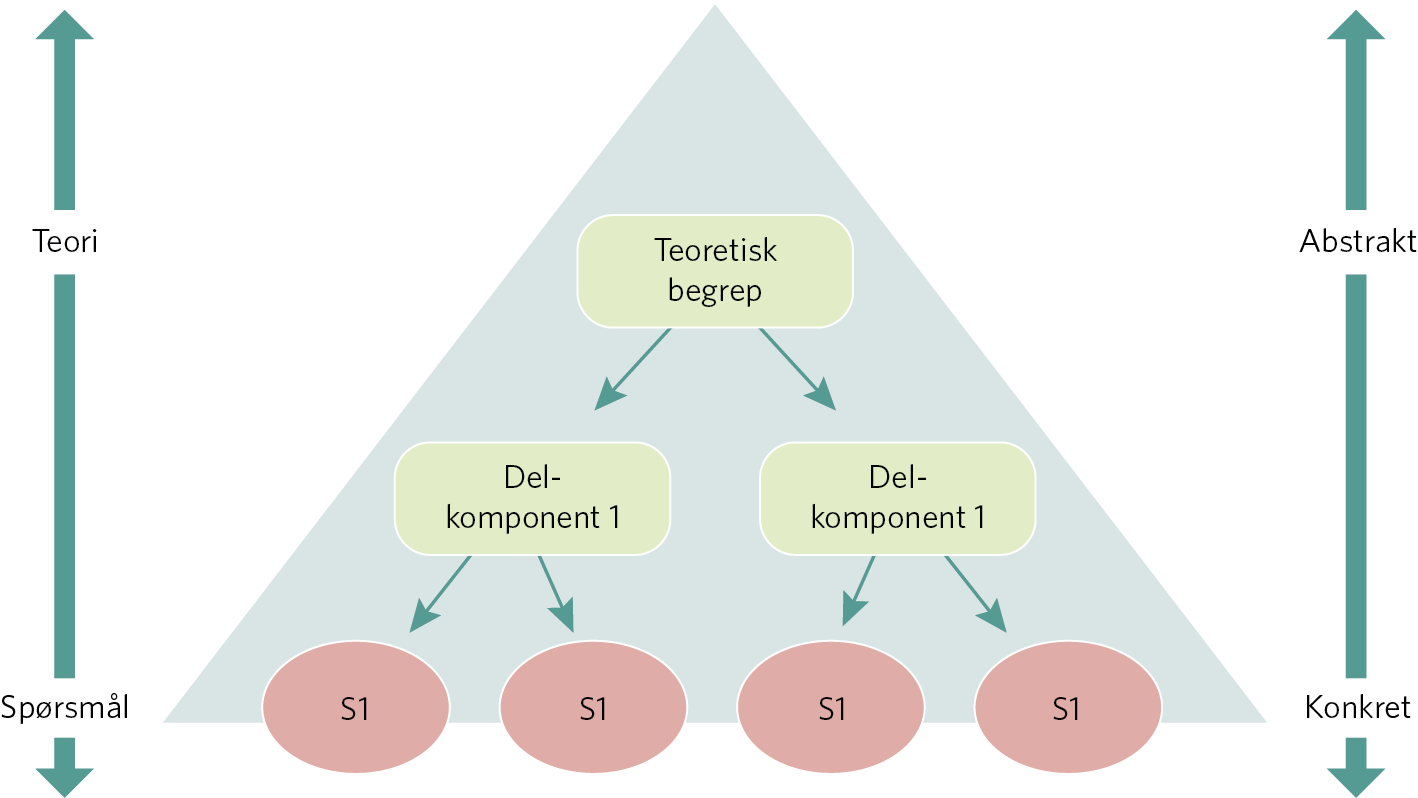 Teori
Abstrakt
Teoretisk
begrep
Del-
komponent 1
Del-
komponent 1
Spørsmål
S1
S1
S1
S1
Konkret